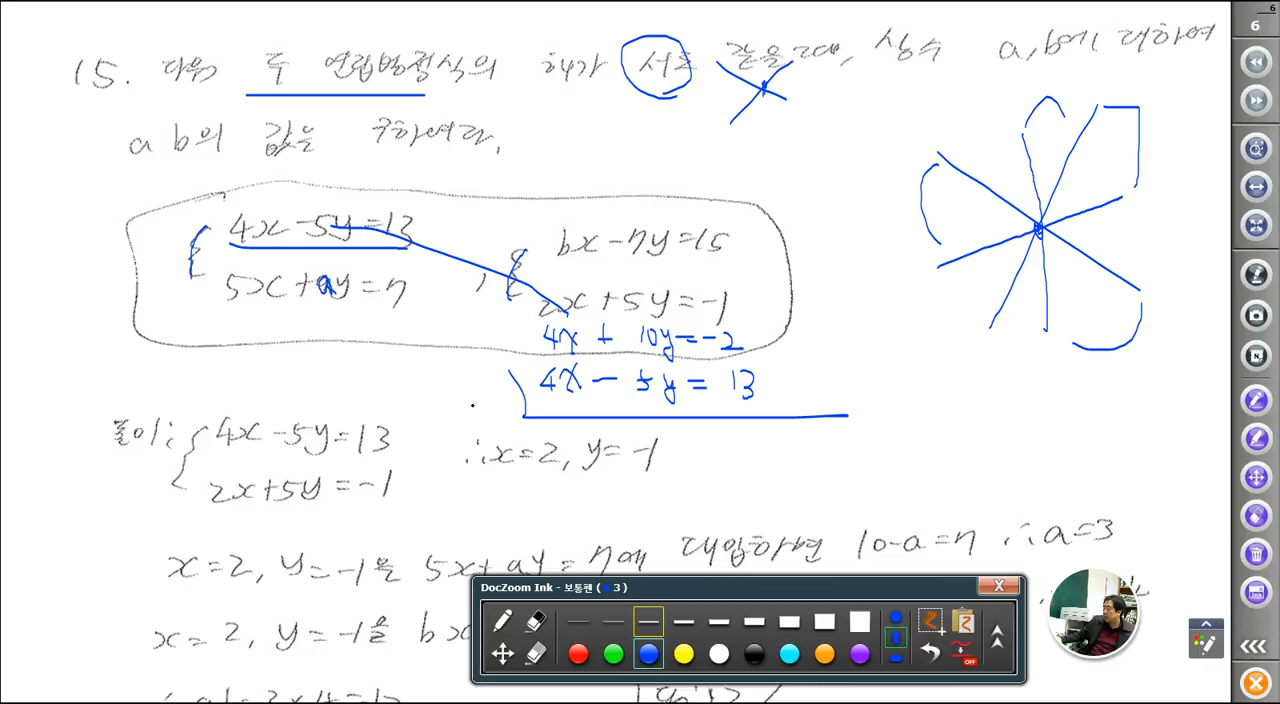 6
6
15. 다음 두 연립방정식의 해가 서로 같을 때, 상수 a, b에 대하여
a b의 값을 구하여라.
4x-5y=13
5x+ay=7
,
bx-7y=15
2x+5y=-1
4x + 10y=-2
4x - 5y = 13
풀이: 4x-5y=13
2x+5y=-1
∴x=2, y=-1
x=2, y=-1을 5x+ay=7에 대입하면 10-a=7 ∴a=3
x=2, y=-1을 bx
DocZoom Ink - 보통펜 ( 3 )
OFF